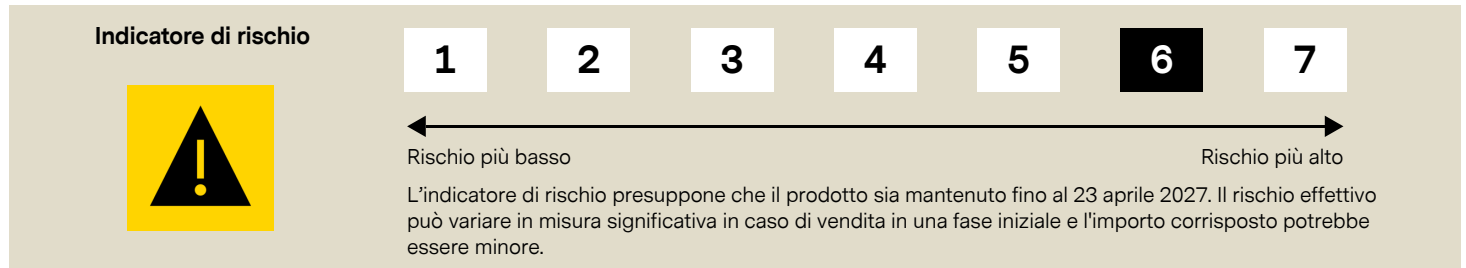 Indicatore di rischio
1 2 3 4 5 6 7
Rischio più basso Rischio più alto
L'indicatore di rischio presuppone che il prodotto sia mantenuto fino al 23 aprile 2027. Il rischio effettivo
può variare in misura significativa in caso di vendita in una fase iniziale e l'importo corrisposto potrebbe
essere minore.